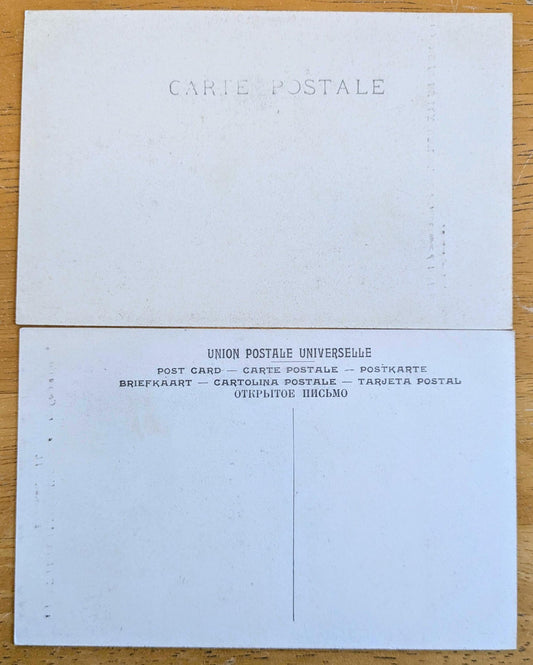 CARTE POSTALE
UNION POSTALE UNIVERSELLE
POST CARD — CARTE POSTALE — POSTKARTE
BRIEFKAART — CARTOLINA POSTALE — TARJETA POSTAL
ОТКРЫТОЕ ПИСЬМО